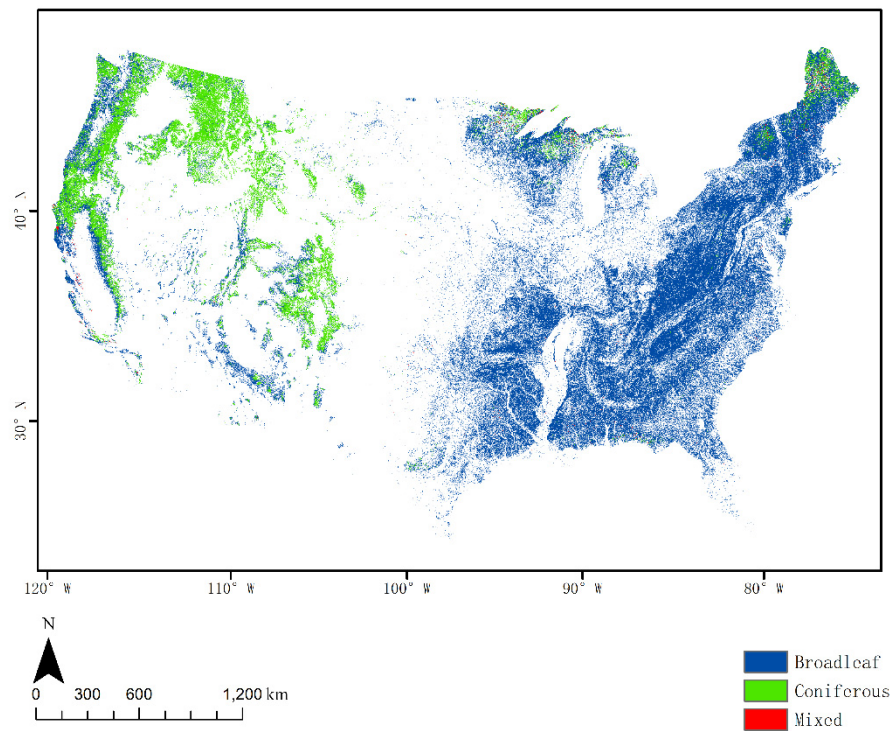 40° N
30° N
120° W
110° W
100° W
90° W
80° W
N
0 300 600 1,200 km
Broadleaf
Coniferous
Mixed